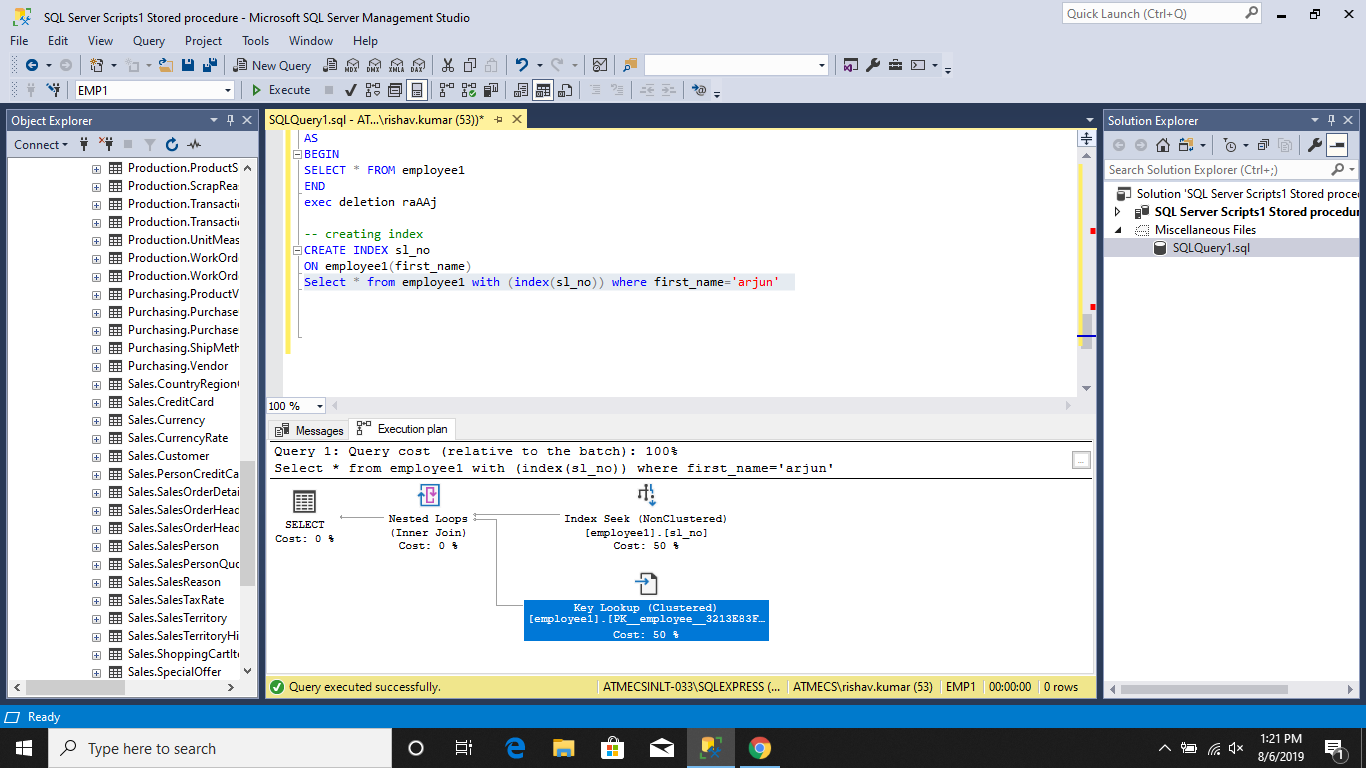 SQL Server Scripts1 Stored procedure - Microsoft SQL Server Management Studio
Quick Launch (Ctrl+Q)
File Edit View Query Project Tools Window Help
New Query
MDX DMX XMLA DAX
EMP1
Execute
Object Explorer
Connect
Production.ProductS
Production.ScrapRea
Production.Transacti
Production.Transacti
Production.UnitMeas
Production.WorkOrd
Production.WorkOrd
Purchasing.ProductV
Purchasing.Purchase
Purchasing.Purchase
Purchasing.ShipMeth
Purchasing.Vendor
Sales.CountryRegion
Sales.CreditCard
Sales.Currency
Sales.CurrencyRate
Sales.Customer
Sales.PersonCreditCa
Sales.SalesOrderDetai
Sales.SalesOrderHead
Sales.SalesOrderHead
Sales.SalesPerson
Sales.SalesPersonQuo
Sales.SalesReason
Sales.SalesTaxRate
Sales.SalesTerritory
Sales.SalesTerritoryHi
Sales.ShoppingCartIte
Sales.SpecialOffer
SQLQuery1.sql - AT...\rishav.kumar (53))*
AS
BEGIN
SELECT * FROM employee1
END
exec deletion raAAj
-- creating index
CREATE INDEX sl_no
ON employee1(first_name)
Select * from employee1 with (index(sl_no)) where first_name='arjun'
100 %
Messages Execution plan
Query 1: Query cost (relative to the batch): 100%
Select * from employee1 with (index(sl_no)) where first_name='arjun'
SELECT
Cost: 0 %
Nested Loops
(Inner Join)
Cost: 0 %
Index Seek (NonClustered)
[employee1].[sl_no]
Cost: 50 %
Key Lookup (Clustered)
[employee1].[PK__employee__3213E83F…
Cost: 50 %
Query executed successfully.
ATMECSINLT-033\SQLEXPRESS (... ATMECS\rishav.kumar (53) EMP1 00:00:00 0 rows
Solution Explorer
Search Solution Explorer (Ctrl+;)
Solution 'SQL Server Scripts1 Stored proce
SQL Server Scripts1 Stored procedur
Miscellaneous Files
SQLQuery1.sql
Ready
Type here to search
1:21 PM
8/6/2019
1